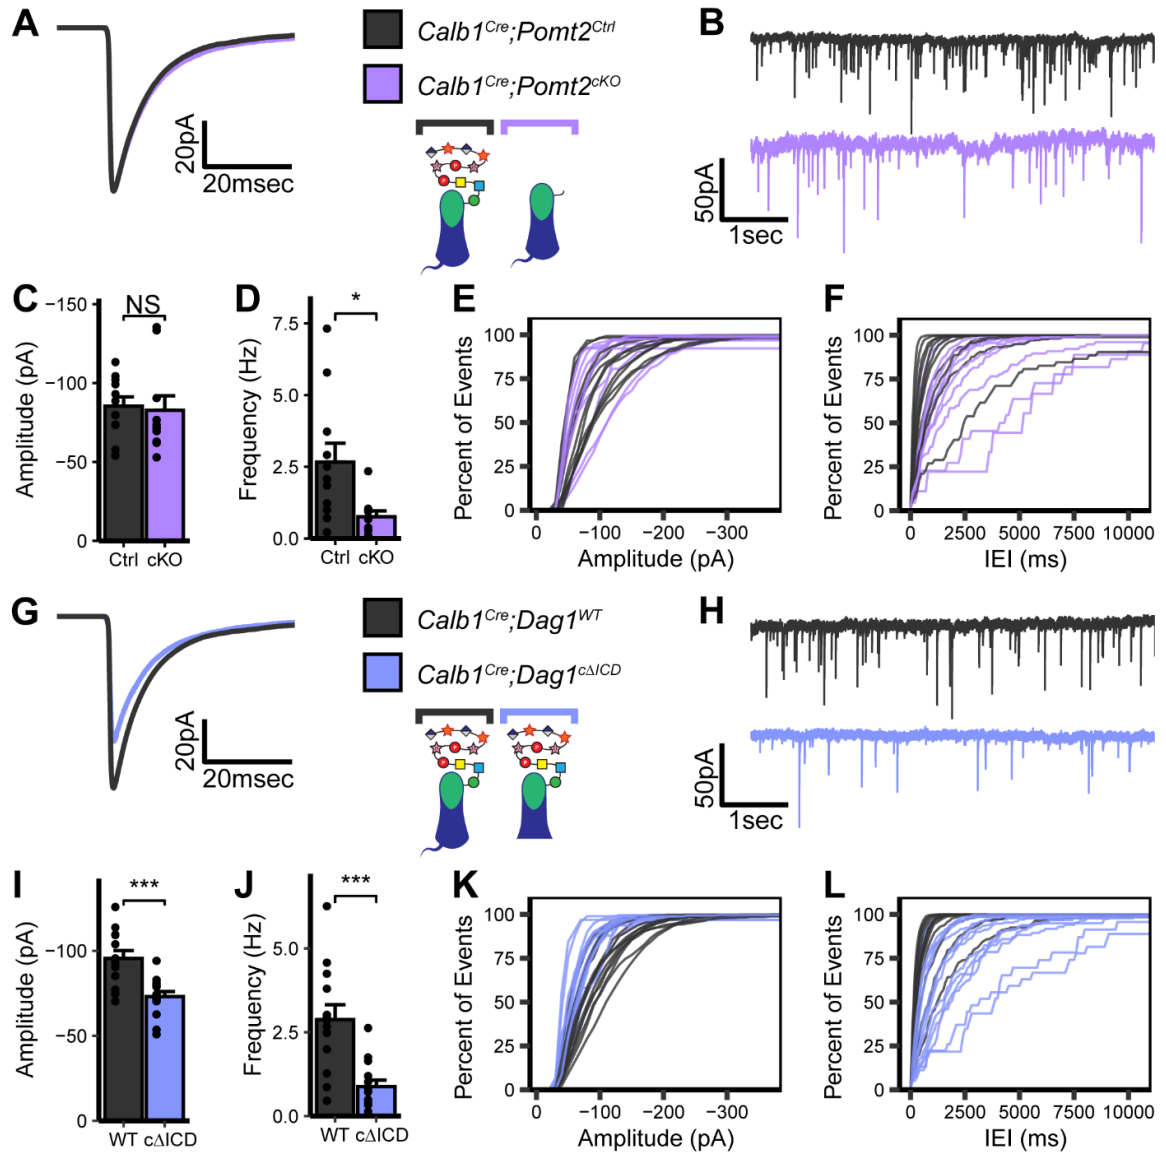 A
20pA
20msec
Calb1Cre;Pomt2Ctrl
Calb1Cre;Pomt2cKO
P
P
B
50pA
1sec
C
Amplitude (pA)
−150
−100
−50
0
NS
Ctrl cKO
D
Frequency (Hz)
7.5
5.0
2.5
0.0
*
Ctrl cKO
E
Percent of Events
100
75
50
25
0
0 −100 −200 −300
Amplitude (pA)
F
Percent of Events
100
75
50
25
0
0 2500 5000 7500 10000
IEI (ms)
G
20pA
20msec
Calb1Cre;Dag1WT
Calb1Cre;Dag1cΔICD
P P
P P
H
50pA
1sec
I
Amplitude (pA)
−100
−50
0
***
WT cΔICD
J
Frequency (Hz)
5.0
2.5
0.0
***
WT cΔICD
K
Percent of Events
100
75
50
25
0
0 −100 −200 −300
Amplitude (pA)
L
Percent of Events
100
75
50
25
0
0 2500 5000 7500 10000
IEI (ms)